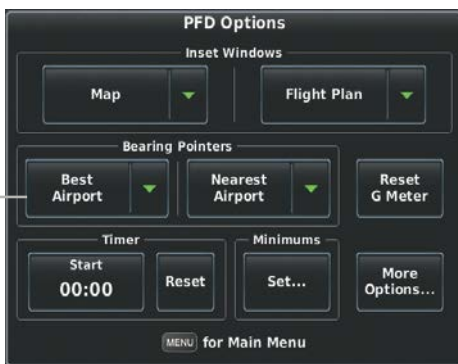 PFD Options
Inset Windows
Map
Flight Plan
Bearing Pointers
Best
Airport
Nearest
Airport
Reset
G Meter
Timer
Start
00:00
Reset
Minimums
Set...
More
Options...
MENU for Main Menu